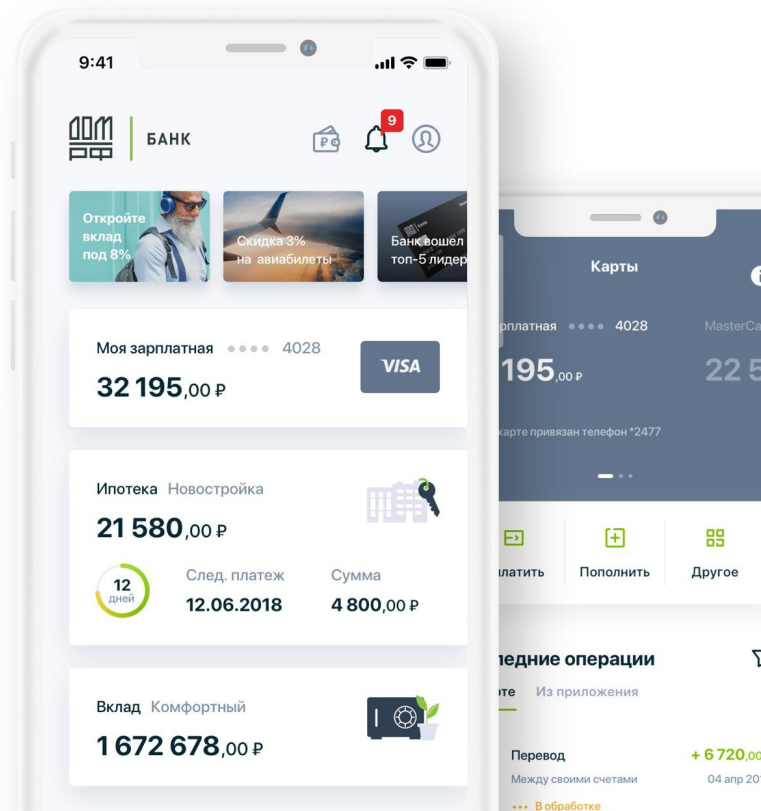 9:41
ДОМ
РФ
БАНК
9
Откройте
вклад
под 8%
Скидка 3%
на авиабилеты
Банк вошел
топ-5 лидер
Моя зарплатная •••• 4028
32 195,00 ₽
VISA
Ипотека Новостройка
21 580,00 ₽
12
дней
След. платеж Сумма
12.06.2018 4 800,00 ₽
Вклад Комфортный
1 672 678,00 ₽
Карты
рплатная •••• 4028 MasterCa
195,00 ₽ 22 5
карте привязан телефон *2477
латить Пополнить Другое
ледние операции
рте Из приложения
Перевод + 6 720,00
Между своими счетами 04 апр 201
••• В обработке